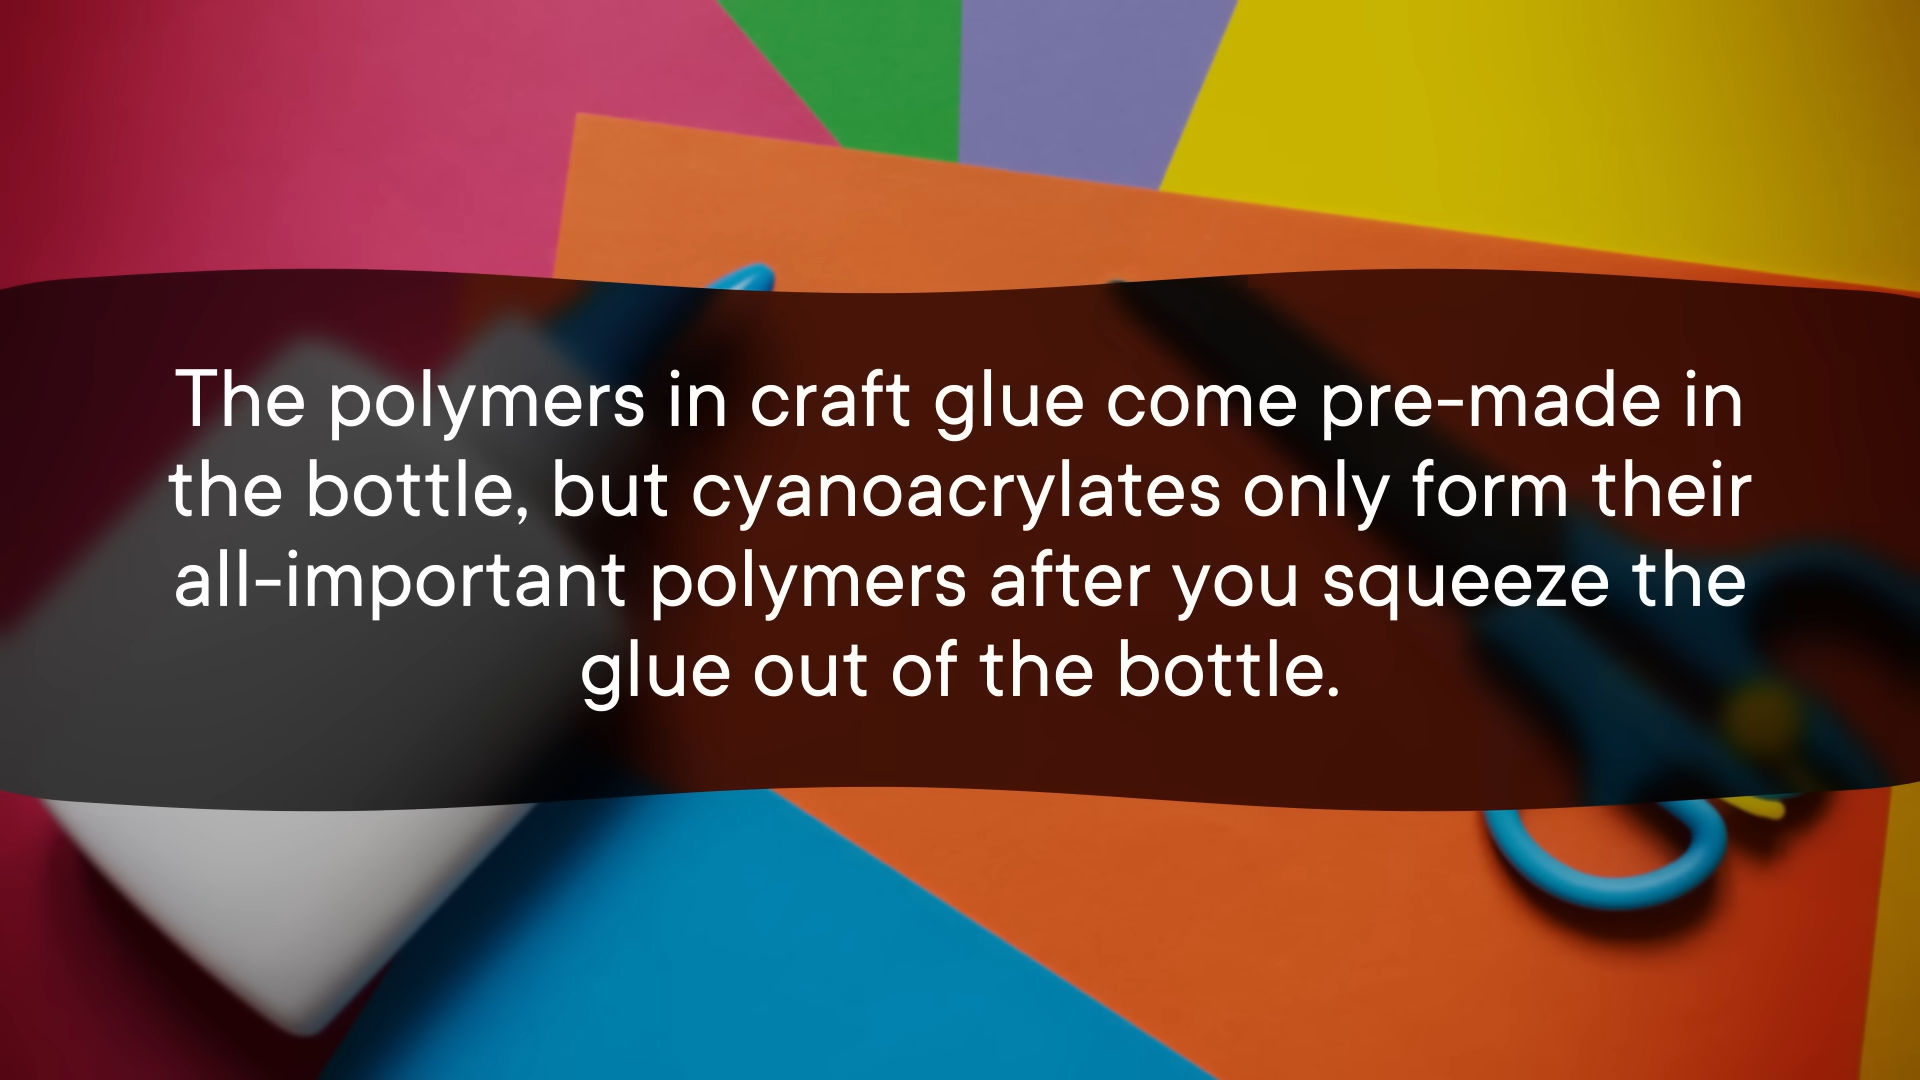 The polymers in craft glue come pre-made in
the bottle, but cyanoacrylates only form their
all-important polymers after you squeeze the
glue out of the bottle.